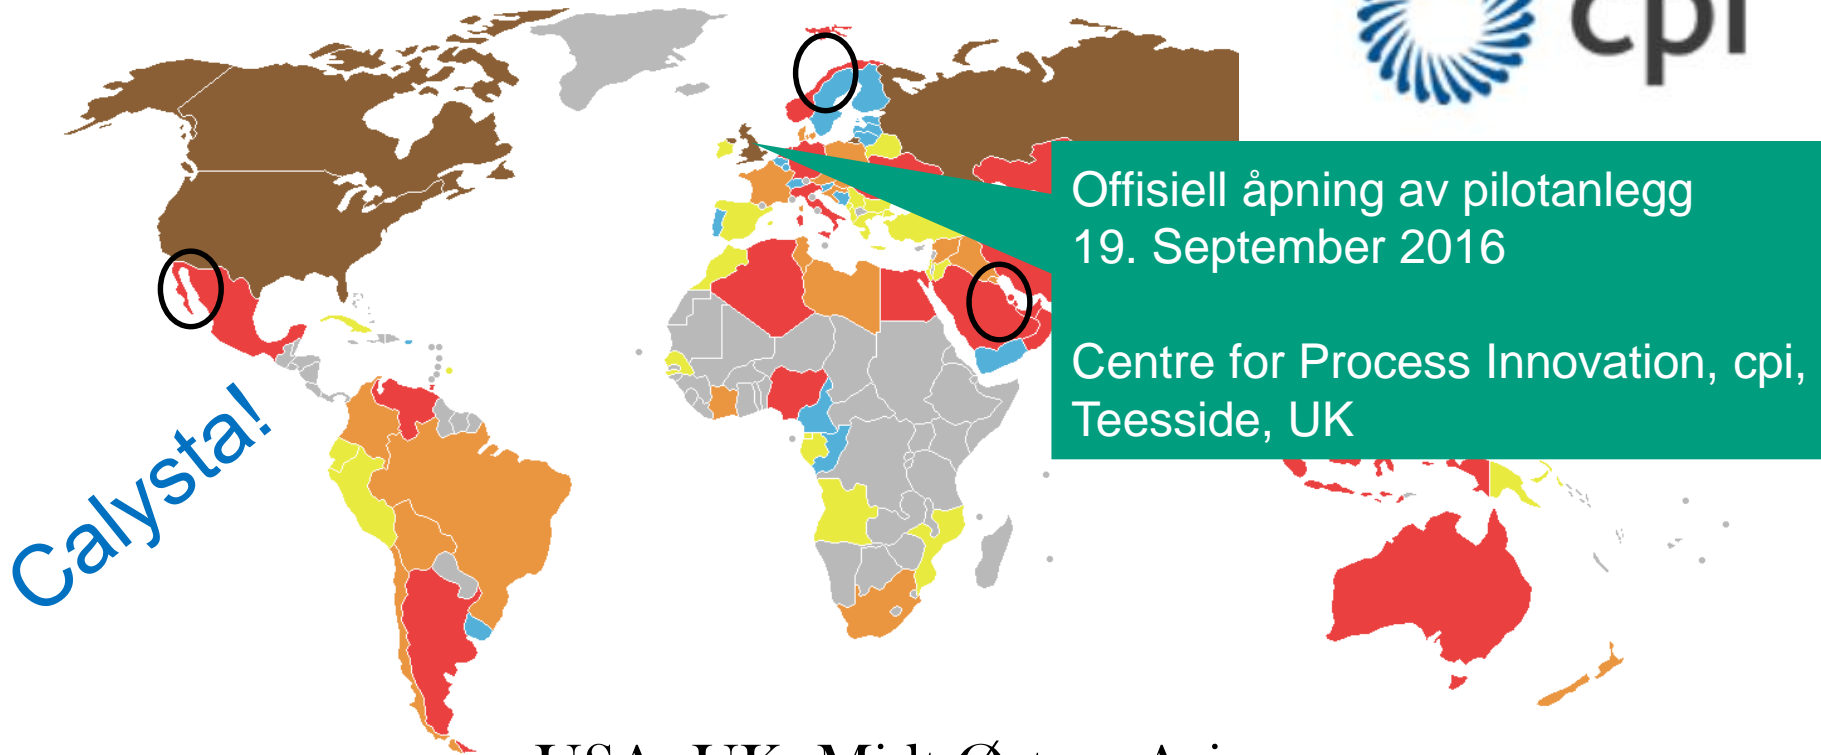 cpi
Offisiell åpning av pilotanlegg
19. September 2016
Centre for Process Innovation, cpi,
Teesside, UK
Calysta!